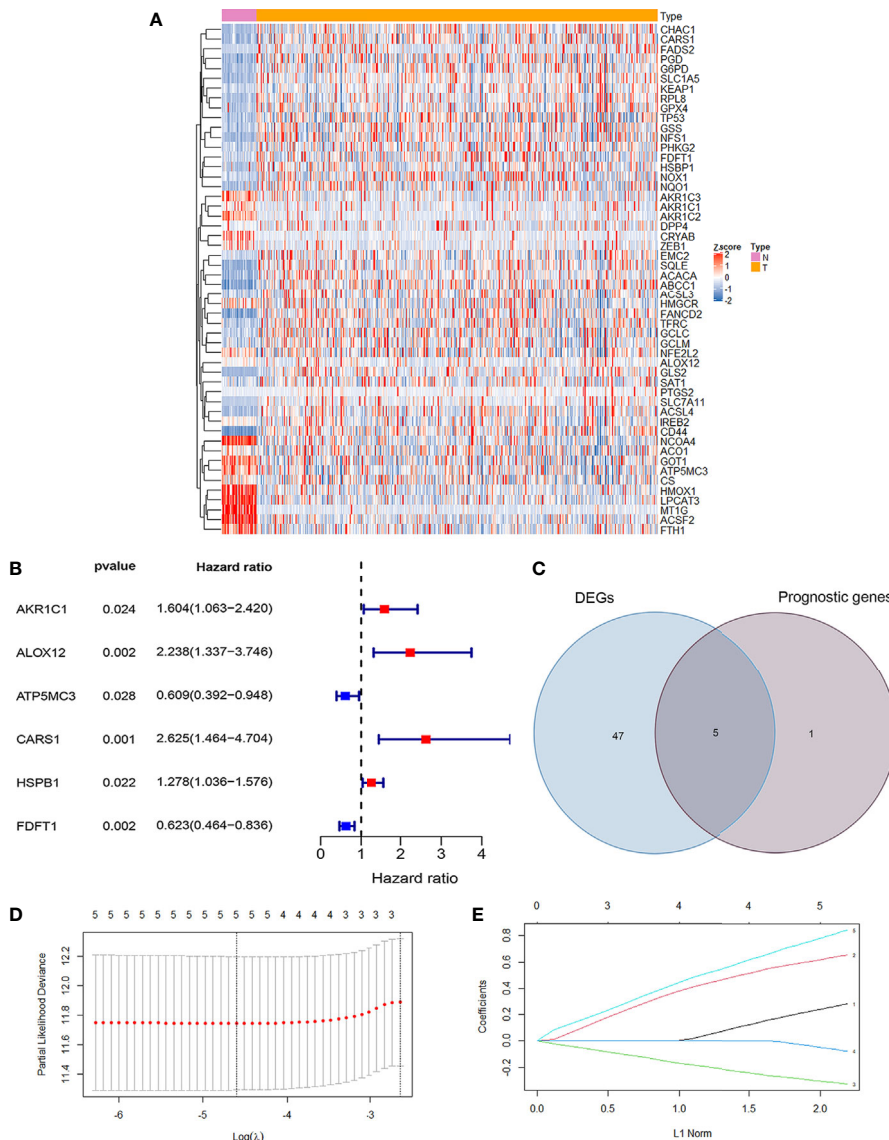 A
Type
CHAC1
CARS1
FADS2
PGD
G6PD
SLC1A5
KEAP1
RPL8
GPX4
TP53
GSS
NFS1
PHKG2
FDFT1
HSBP1
NOX1
NQO1
AKR1C3
AKR1C1
AKR1C2
DPP4
CRYAB
ZEB1
EMC2
SQLE
ACACA
ABCC1
ACSL3
HMGCR
FANCD2
TFRC
GCLC
GCLM
NFE2L2
ALOX12
GLS2
SAT1
PTGS2
SLC7A11
ACSL4
IREB2
CD44
NCOA4
ACO1
GOT1
ATP5MC3
CS
HMOX1
LPCAT3
MT1G
ACSF2
FTH1
Zscore
2
1
0
-1
-2
Type
N
T
B
pvalue Hazard ratio
AKR1C1 0.024 1.604(1.063−2.420)
ALOX12 0.002 2.238(1.337−3.746)
ATP5MC3 0.028 0.609(0.392−0.948)
CARS1 0.001 2.625(1.464−4.704)
HSPB1 0.022 1.278(1.036−1.576)
FDFT1 0.002 0.623(0.464−0.836)
0 1 2 3 4
Hazard ratio
C
DEGs Prognostic genes
47 5 1
D
5 5 5 5 5 5 5 5 5 5 4 4 4 4 3 3 3 3
Partial Likelihood Deviance
12.2
12.0
11.8
11.6
11.4
-6 -5 -4 -3
Log(λ)
E
0 3 4 4 5
Coefficients
0.8
0.6
0.4
0.2
0.0
-0.2
5
2
1
4
3
0.0 0.5 1.0 1.5 2.0
L1 Norm